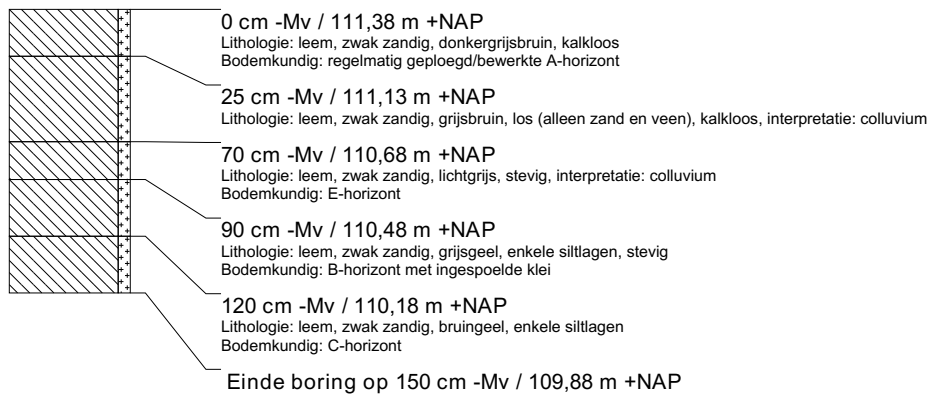 0 cm -Mv / 111,38 m +NAP
Lithologie: leem, zwak zandig, donkergrijsbruin, kalkloos
Bodemkundig: regelmatig geploegd/bewerkte A-horizont
25 cm -Mv / 111,13 m +NAP
Lithologie: leem, zwak zandig, grijsbruin, los (alleen zand en veen), kalkloos, interpretatie: colluvium
70 cm -Mv / 110,68 m +NAP
Lithologie: leem, zwak zandig, lichtgrijs, stevig, interpretatie: colluvium
Bodemkundig: E-horizont
90 cm -Mv / 110,48 m +NAP
Lithologie: leem, zwak zandig, grijsgeel, enkele siltlagen, stevig
Bodemkundig: B-horizont met ingespoelde klei
120 cm -Mv / 110,18 m +NAP
Lithologie: leem, zwak zandig, bruingeel, enkele siltlagen
Bodemkundig: C-horizont
Einde boring op 150 cm -Mv / 109,88 m +NAP